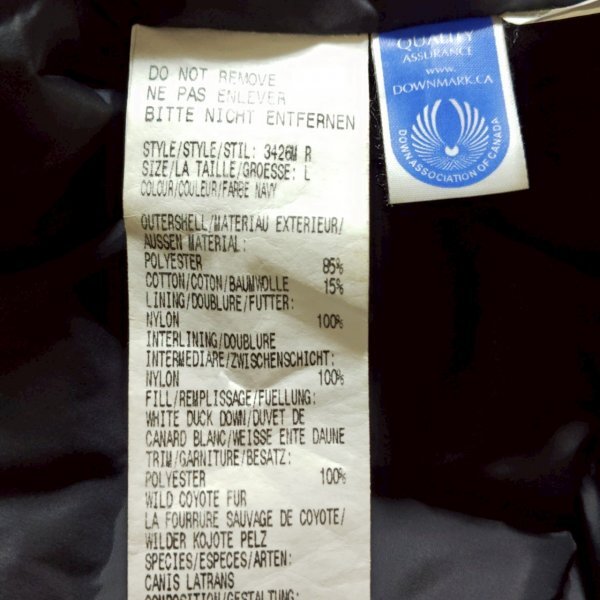 DO NOT REMOVE
NE PAS ENLEVER
BITTE NICHT ENTFERNEN
STYLE/STYLE/STIL: 3426M R
SIZE/LA TAILLE/GROESSE: L
COLOUR/COULEUR/FARBE NAVY
OUTERSHELL/MATERIAU EXTERIEUR/
AUSSEN MATERIAL:
POLYESTER 85%
COTTON/COTON/BAUMWOLLE 15%
LINING/DOUBLURE/FUTTER:
NYLON 100%
INTERLINING/DOUBLURE
INTERMEDIARE/ZWISCHENSCHICHT:
NYLON 100%
FILL/REMPLISSAGE/FUELLUNG:
WHITE DUCK DOWN/DUVET DE
CANARD BLANC/WEISSE ENTE DAUNE
TRIM/GARNITURE/BESATZ:
POLYESTER 100%
WILD COYOTE FUR
LA FOURRURE SAUVAGE DE COYOTE/
WILDER KOJOTE PELZ
SPECIES/ESPECES/ARTEN:
CANIS LATRANS
COMPOSITION/GESTALTUNG:
QUALITY
ASSURANCE
www.
DOWNMARK.CA
DOWN ASSOCIATION OF CANADA